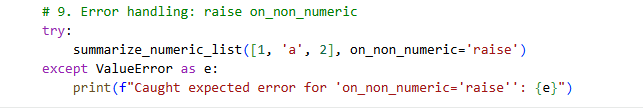 # 9. Error handling: raise on_non_numeric
try:
    summarize_numeric_list([1, 'a', 2], on_non_numeric='raise')
except ValueError as e:
    print(f"Caught expected error for 'on_non_numeric='raise'': {e}")